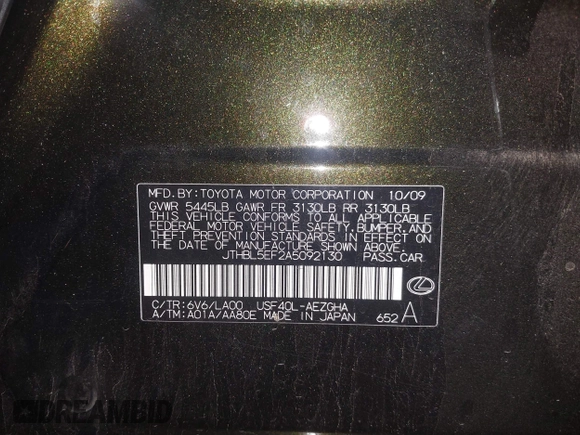 MFD. BY: TOYOTA MOTOR CORPORATION 10/09
GVWR 5445LB GAWR FR 3130LB RR 3130LB
THIS VEHICLE CONFORMS TO ALL APPLICABLE
FEDERAL MOTOR VEHICLE SAFETY, BUMPER, AND
THEFT PREVENTION STANDARDS IN EFFECT ON
THE DATE OF MANUFACTURE SHOWN ABOVE.
JTHBL5EF2A5092130 PASS. CAR
C/TR: 6V6/LA00 USF40L-AEZGHA
A/TM: A01A/AA80E MADE IN JAPAN 652 A
DREAMBID